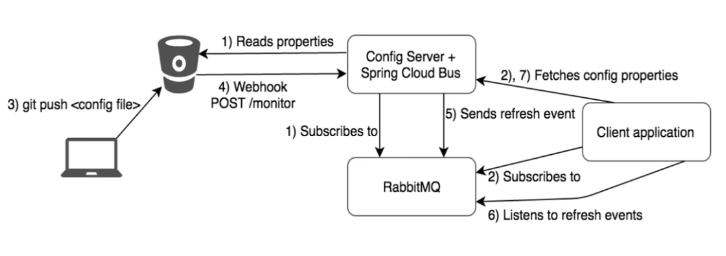 1) Reads properties
Config Server +
Spring Cloud Bus
2), 7) Fetches config properties
4) Webhook
POST /monitor
3) git push <config file>
1) Subscribes to
5) Sends refresh event
Client application
RabbitMQ
2) Subscribes to
6) Listens to refresh events